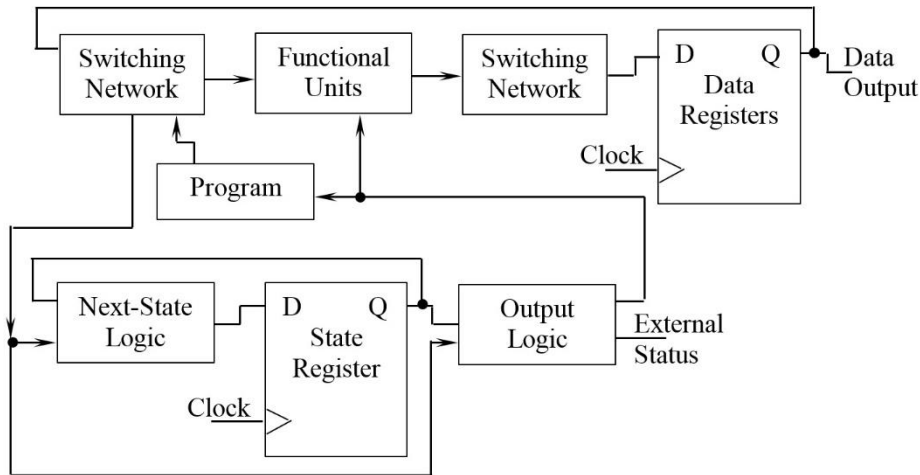 Switching
Network
Functional
Units
Switching
Network
D
Q
Data
Registers
Data
Output
Clock
Program
Next-State
Logic
D
Q
State
Register
Output
Logic
External
Status
Clock